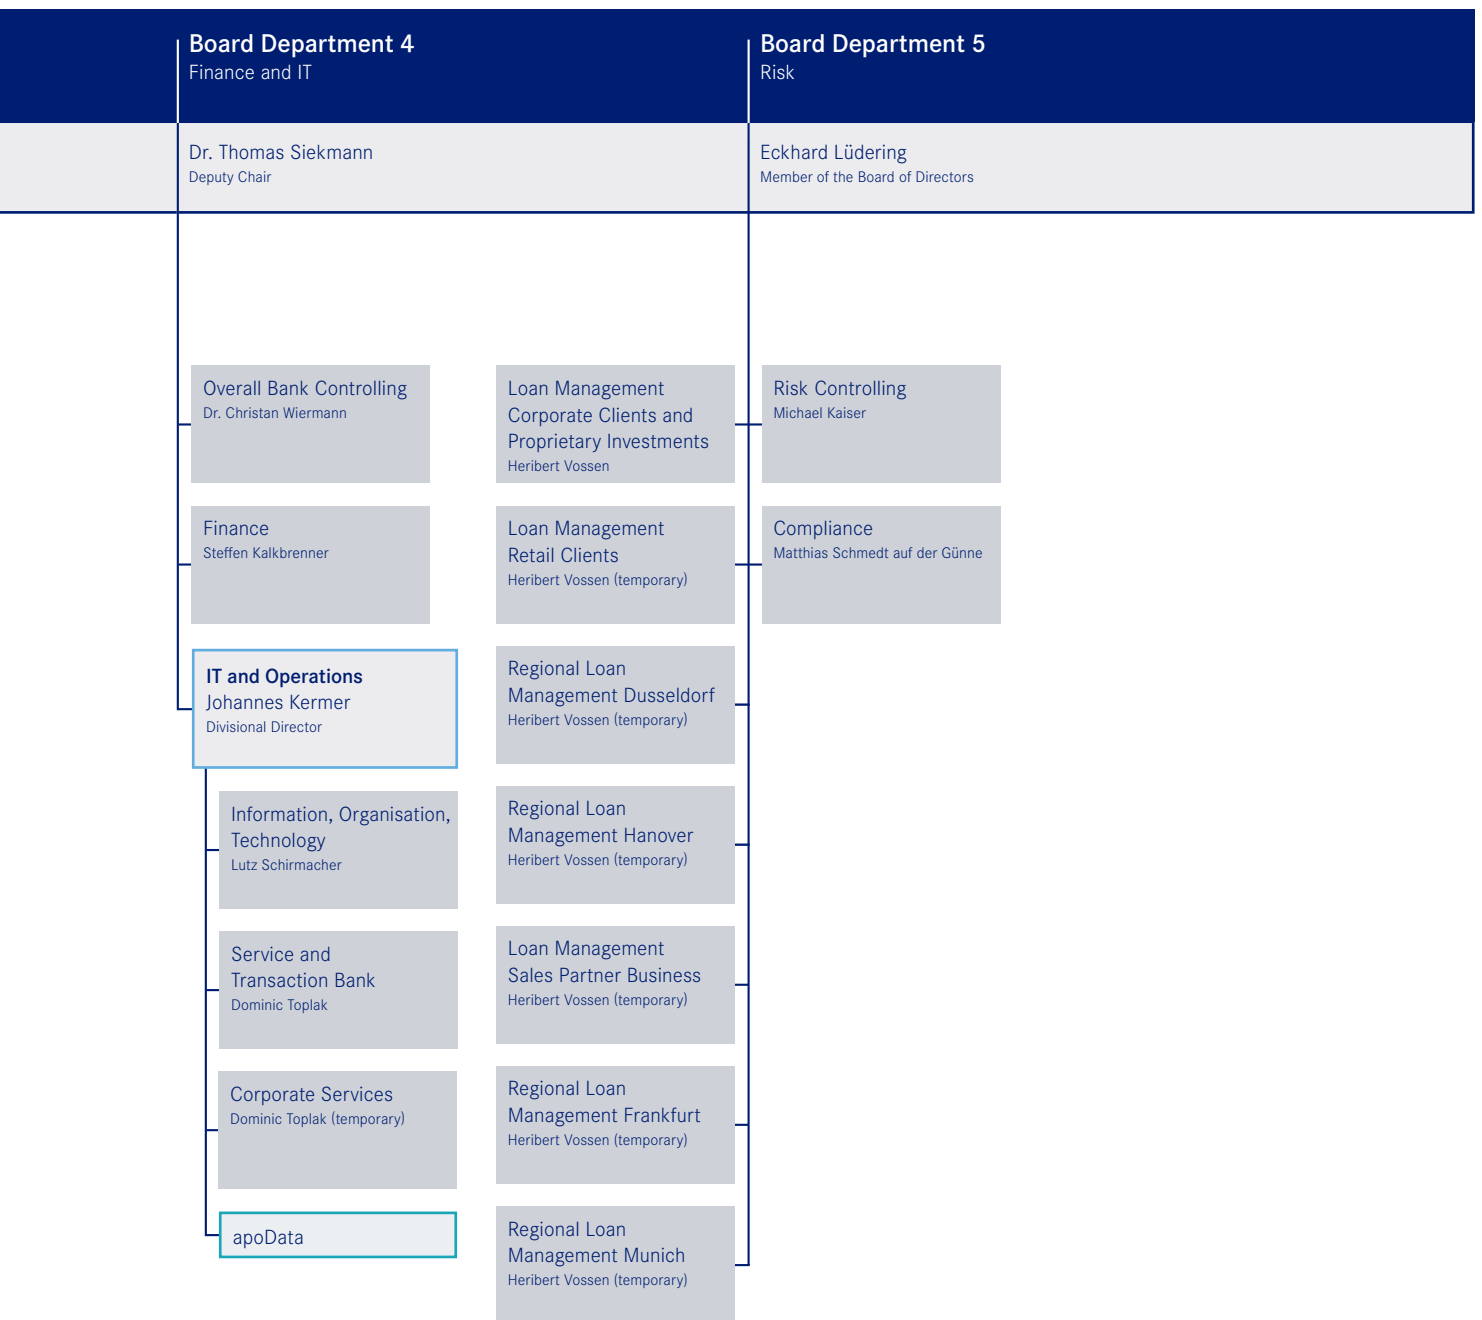 Board Department 4
Finance and IT
Dr. Thomas Siekmann
Deputy Chair
Overall Bank Controlling
Dr. Christan Wiermann
Finance
Steffen Kalkbrenner
IT and Operations
Johannes Kermer
Divisional Director
Information, Organisation,
Technology
Lutz Schirmacher
Service and
Transaction Bank
Dominic Toplak
Corporate Services
Dominic Toplak (temporary)
apoData
Board Department 5
Risk
Eckhard Lüdering
Member of the Board of Directors
Loan Management
Corporate Clients and
Proprietary Investments
Heribert Vossen
Loan Management
Retail Clients
Heribert Vossen (temporary)
Regional Loan
Management Dusseldorf
Heribert Vossen (temporary)
Regional Loan
Management Hanover
Heribert Vossen (temporary)
Loan Management
Sales Partner Business
Heribert Vossen (temporary)
Regional Loan
Management Frankfurt
Heribert Vossen (temporary)
Regional Loan
Management Munich
Heribert Vossen (temporary)
Risk Controlling
Michael Kaiser
Compliance
Matthias Schmedt auf der Günne